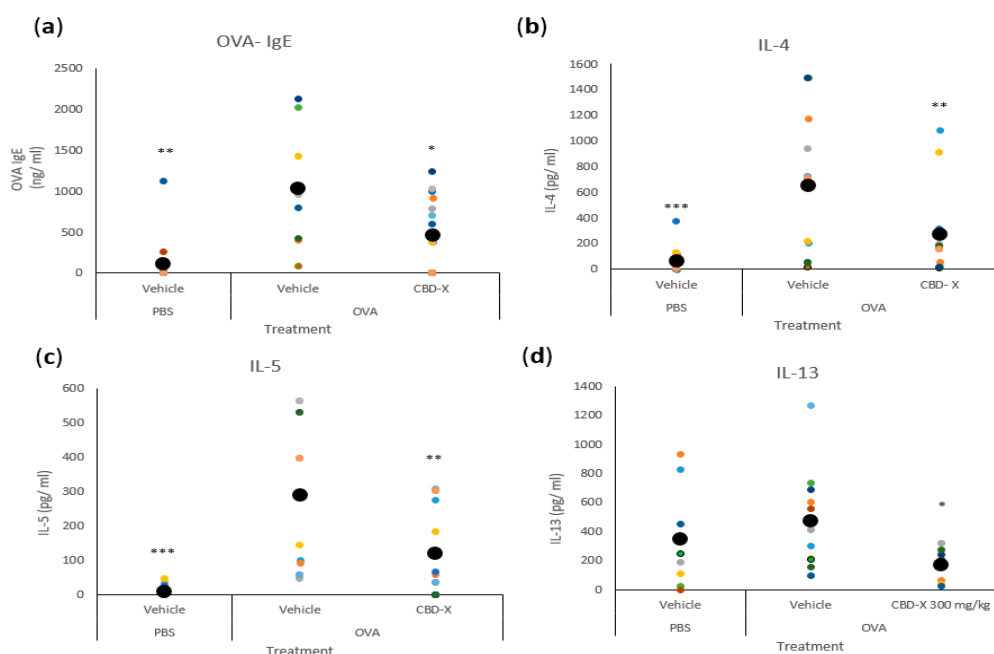 (a)
OVA- IgE
2500
2000
1500
1000
500
0
OVA IgE
(ng/ ml)
**
*
Vehicle
Vehicle
CBD-X
PBS
OVA
Treatment
(b)
IL-4
1600
1400
1200
1000
800
600
400
200
0
IL-4 (pg/ ml)
***
**
Vehicle
Vehicle
CBD- X
PBS
OVA
Treatment
(c)
IL-5
600
500
400
300
200
100
0
IL-5 (pg/ ml)
***
**
Vehicle
Vehicle
CBD-X
PBS
OVA
Treatment
(d)
IL-13
1400
1200
1000
800
600
400
200
0
IL-13 (pg/ ml)
*
Vehicle
Vehicle
CBD-X 300 mg/kg
PBS
OVA
Treatment